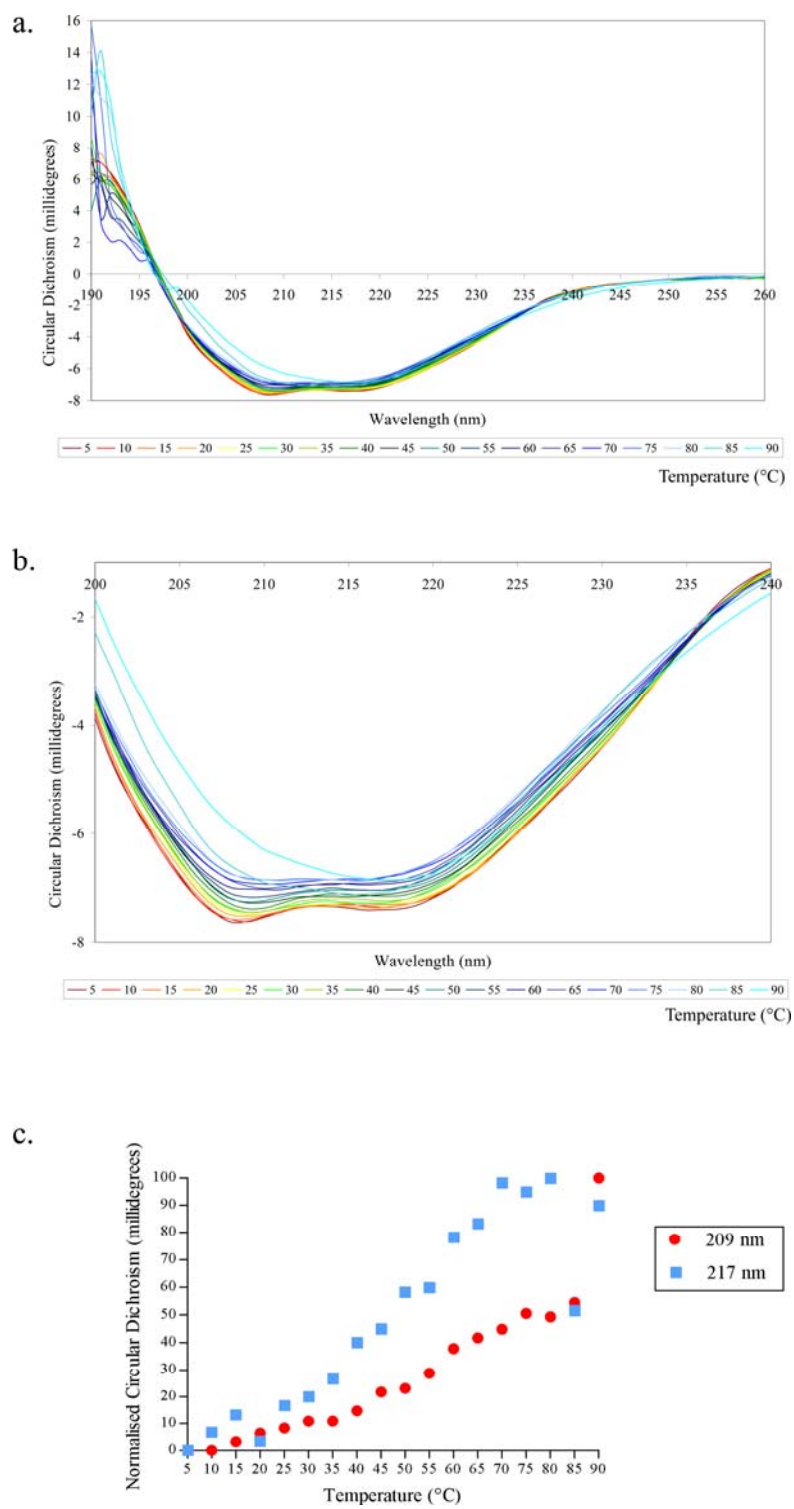 a.
16
14
12
10
8
6
4
2
0
-2
-4
-6
-8
Circular Dichroism (millidegrees)
190 195 200 205 210 215 220 225 230 235 240 245 250 255 260
Wavelength (nm)
5 10 15 20 25 30 35 40 45 50 55 60 65 70 75 80 85 90
Temperature (°C)
b.
200 205 210 215 220 225 230 235 240
-2
-4
-6
-8
Circular Dichroism (millidegrees)
Wavelength (nm)
5 10 15 20 25 30 35 40 45 50 55 60 65 70 75 80 85 90
Temperature (°C)
c.
Normalised Circular Dichroism (millidegrees)
100
90
80
70
60
50
40
30
20
10
0
5 10 15 20 25 30 35 40 45 50 55 60 65 70 75 80 85 90
Temperature (°C)
209 nm
217 nm